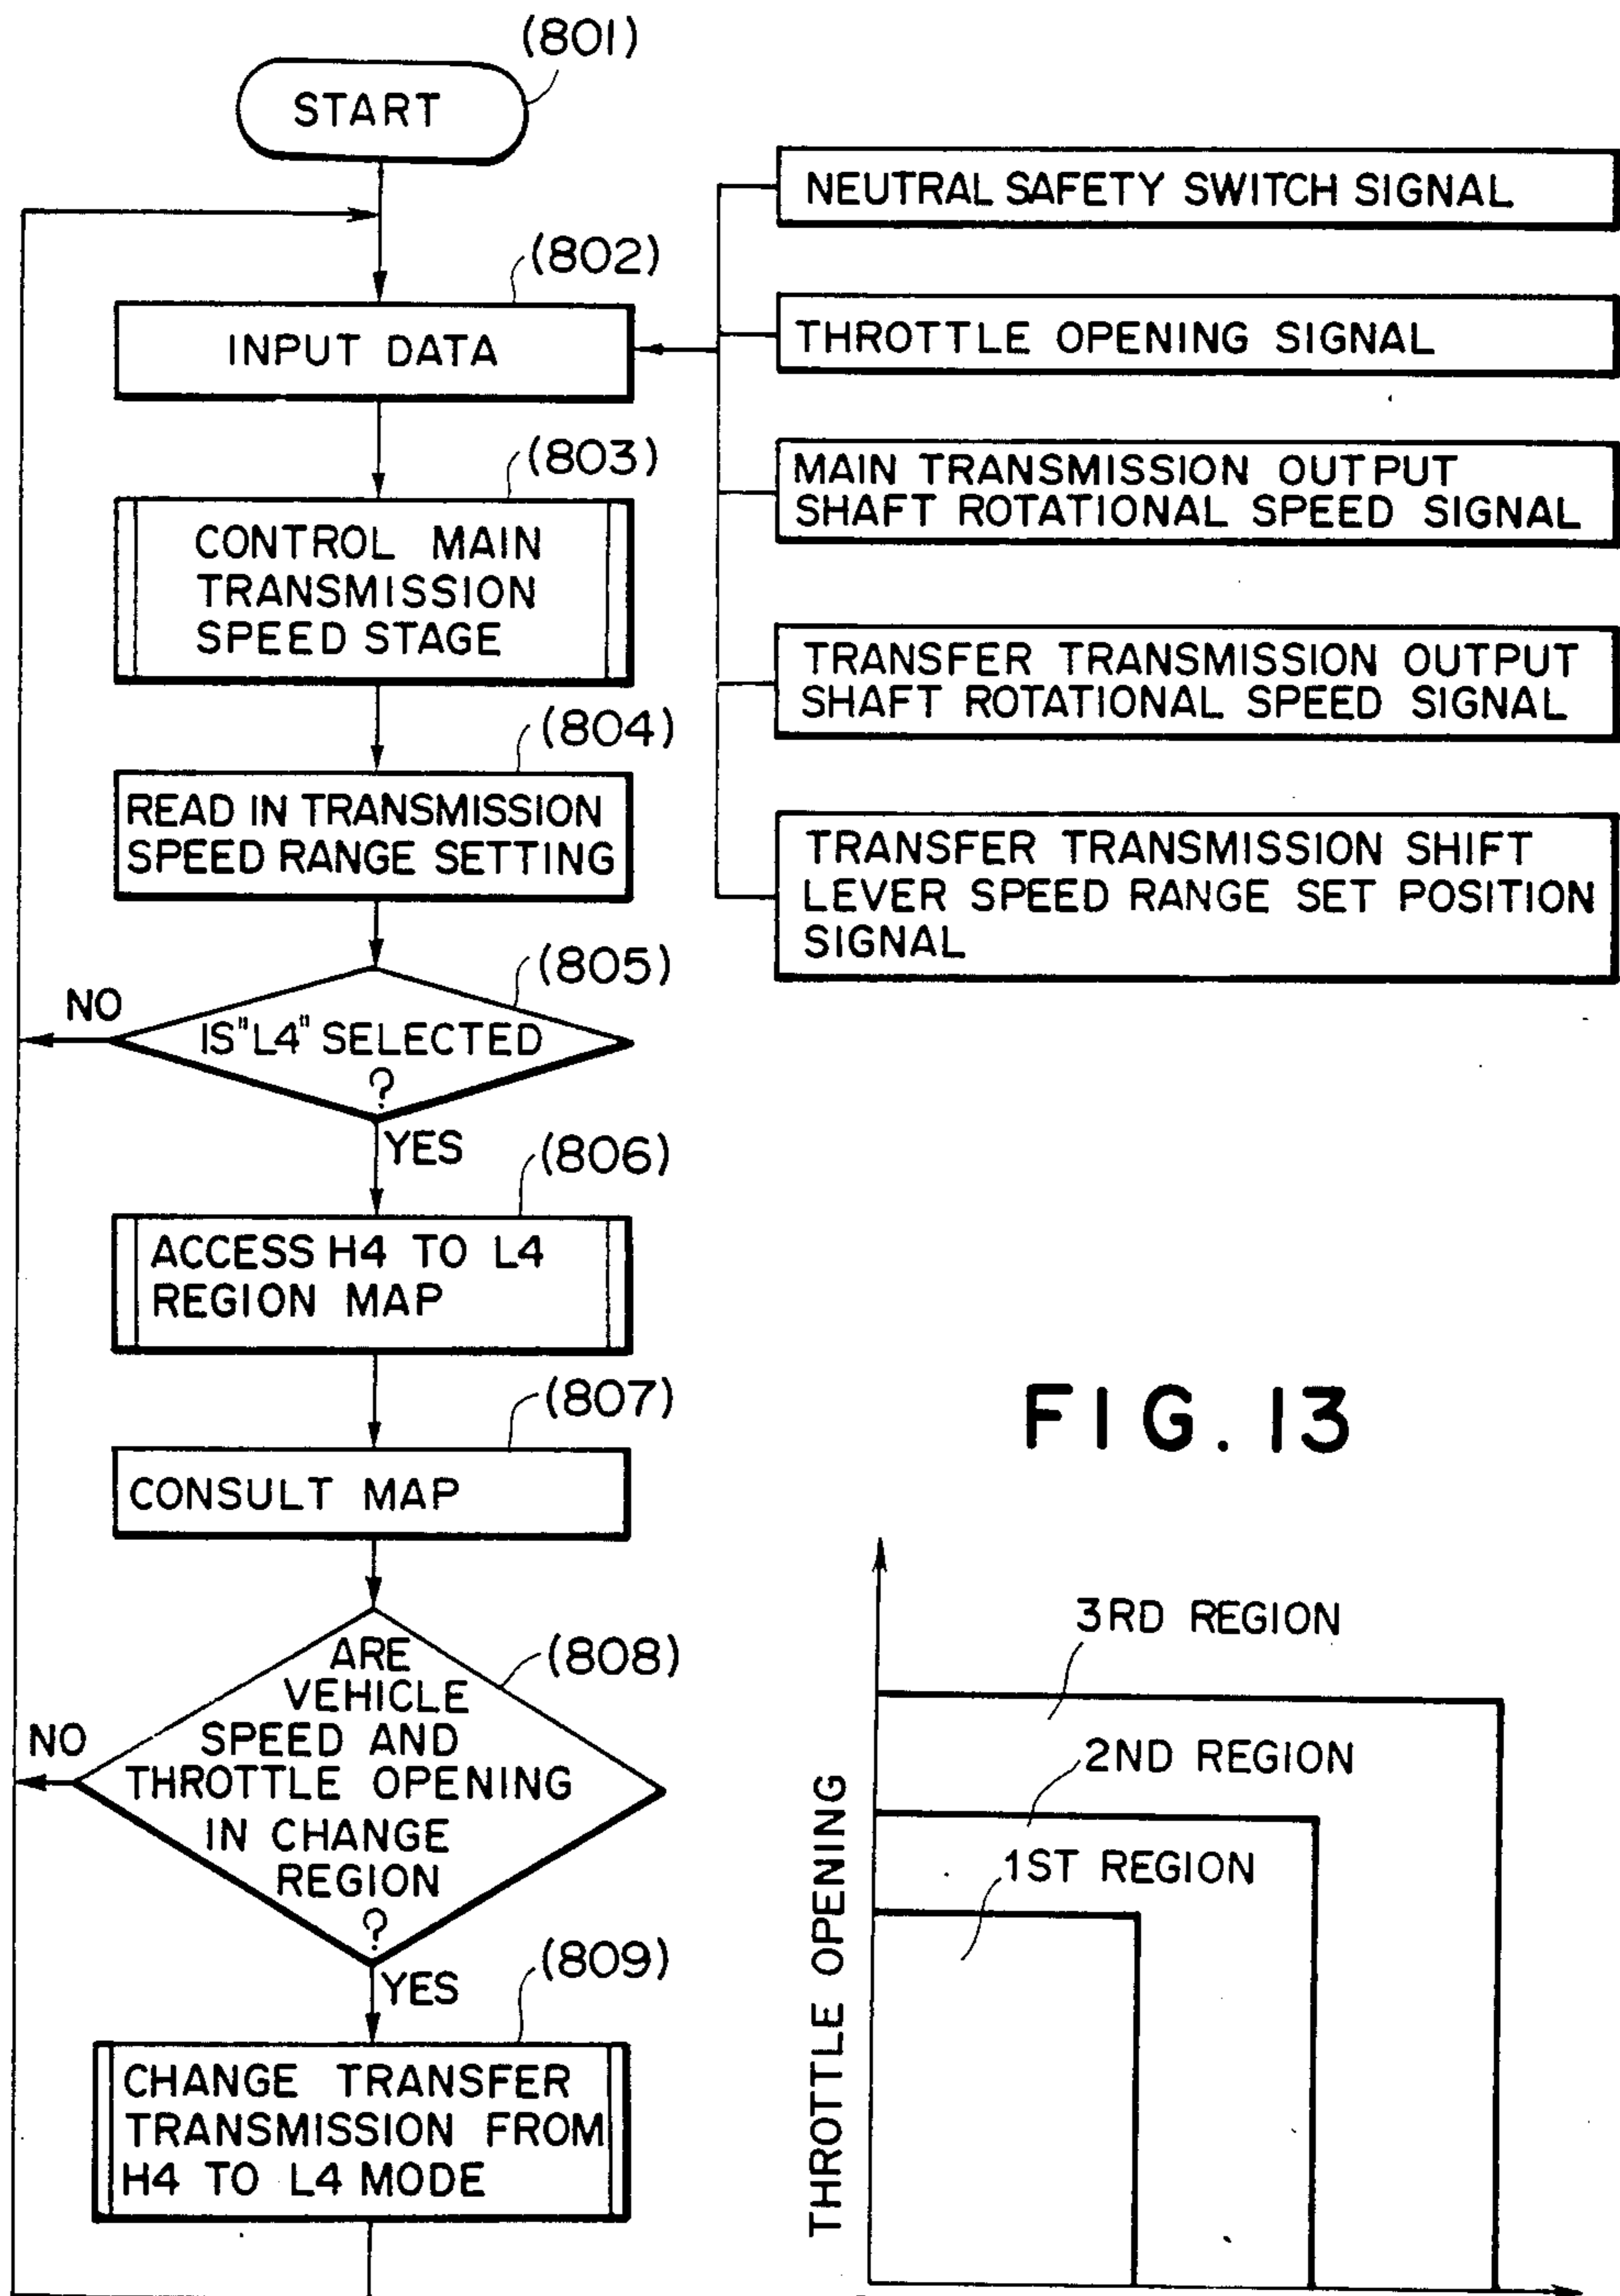 (801)
START
(802)
INPUT DATA
NEUTRAL SAFETY SWITCH SIGNAL
THROTTLE OPENING SIGNAL
MAIN TRANSMISSION OUTPUT
SHAFT ROTATIONAL SPEED SIGNAL
TRANSFER TRANSMISSION OUTPUT
SHAFT ROTATIONAL SPEED SIGNAL
TRANSFER TRANSMISSION SHIFT
LEVER SPEED RANGE SET POSITION
SIGNAL
(803)
CONTROL MAIN
TRANSMISSION
SPEED STAGE
(804)
READ IN TRANSMISSION
SPEED RANGE SETTING
(805)
NO
IS "L4" SELECTED
?
YES
(806)
ACCESS H4 TO L4
REGION MAP
(807)
CONSULT MAP
(808)
NO
ARE
VEHICLE
SPEED AND
THROTTLE OPENING
IN CHANGE
REGION
?
YES
(809)
CHANGE TRANSFER
TRANSMISSION FROM
H4 TO L4 MODE
FIG. 13
3RD REGION
2ND REGION
1ST REGION
THROTTLE OPENING